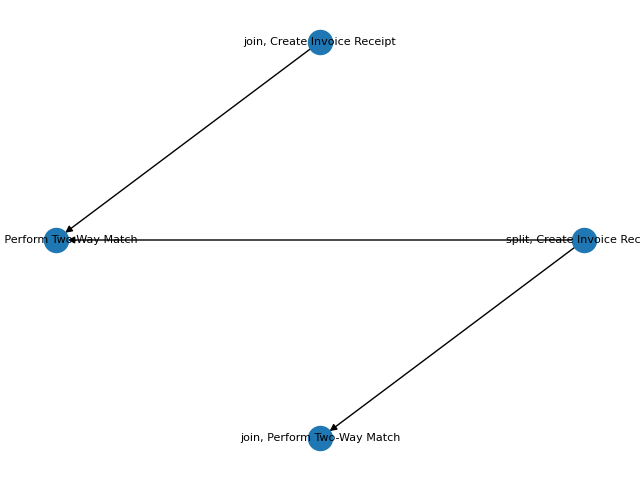 join, Create Invoice Receipt
Perform Two-Way Match
split, Create Invoice Rec
join, Perform Two-Way Match